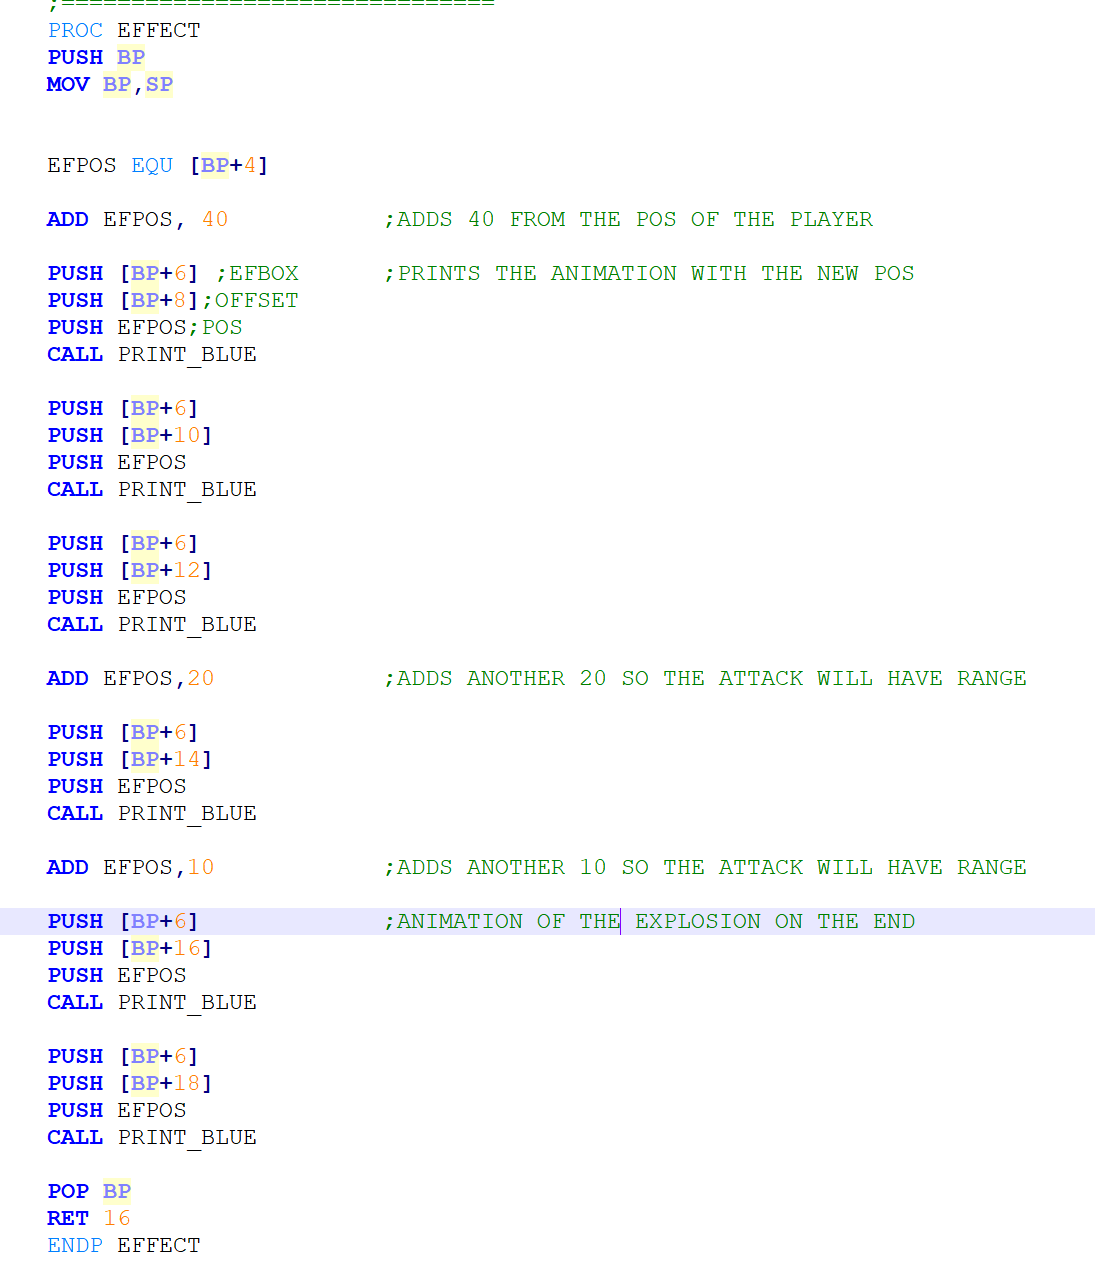 ;===============================
PROC EFFECT
PUSH BP
MOV BP,SP
EFPOS EQU [BP+4]
ADD EFPOS, 40 ;ADDS 40 FROM THE POS OF THE PLAYER
PUSH [BP+6] ;EFBOX ;PRINTS THE ANIMATION WITH THE NEW POS
PUSH [BP+8];OFFSET
PUSH EFPOS;POS
CALL PRINT_BLUE
PUSH [BP+6]
PUSH [BP+10]
PUSH EFPOS
CALL PRINT_BLUE
PUSH [BP+6]
PUSH [BP+12]
PUSH EFPOS
CALL PRINT_BLUE
ADD EFPOS,20 ;ADDS ANOTHER 20 SO THE ATTACK WILL HAVE RANGE
PUSH [BP+6]
PUSH [BP+14]
PUSH EFPOS
CALL PRINT_BLUE
ADD EFPOS,10 ;ADDS ANOTHER 10 SO THE ATTACK WILL HAVE RANGE
PUSH [BP+6] ;ANIMATION OF THE EXPLOSION ON THE END
PUSH [BP+16]
PUSH EFPOS
CALL PRINT_BLUE
PUSH [BP+6]
PUSH [BP+18]
PUSH EFPOS
CALL PRINT_BLUE
POP BP
RET 16
ENDP EFFECT